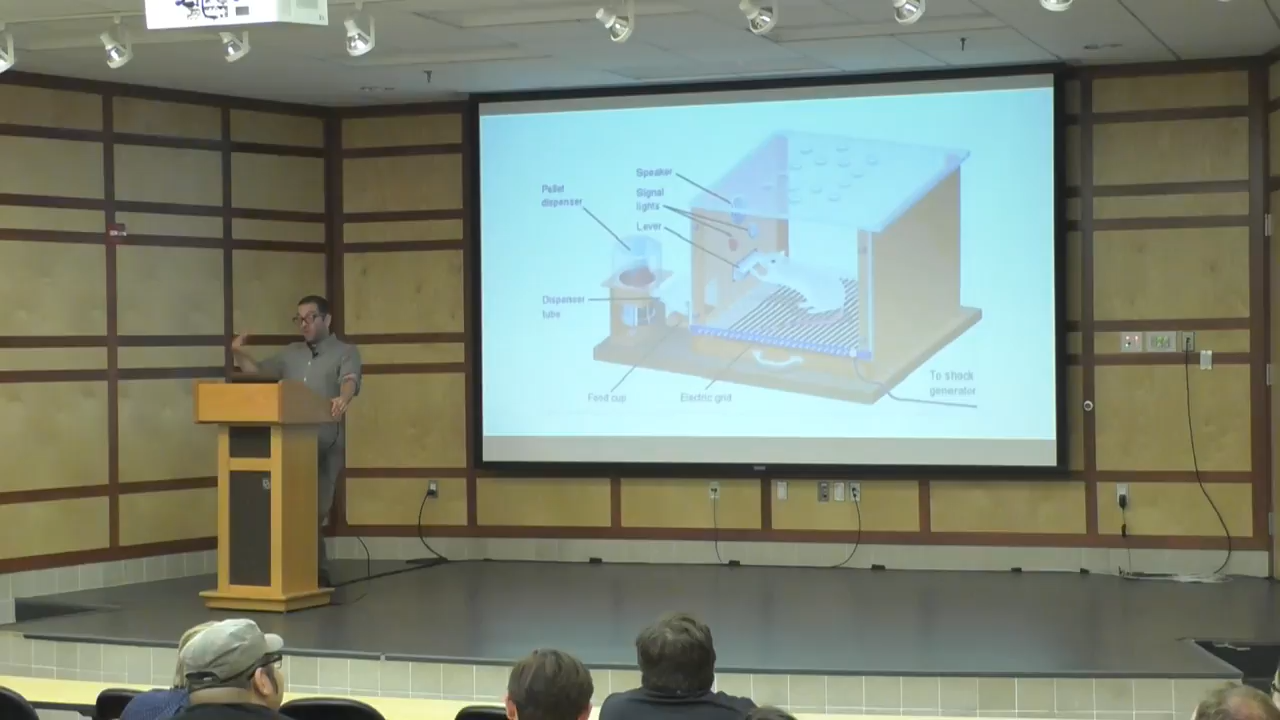 Speaker
Pellet
dispenser
Signal
lights
Lever
Dispenser
tube
Food cup
Electric grid
To shock
generator